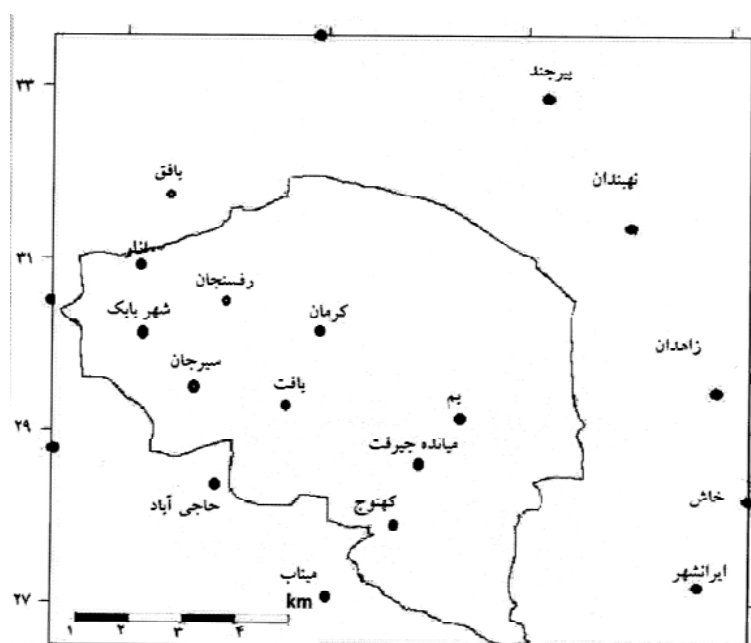 ۳۳
بیرجند
بافق
نهبندان
۳۱
انار
رفسنجان
شهر بابک
کرمان
زاهدان
سیرجان
بافت
بم
۲۹
میانده جیرفت
حاجی آباد
کهنوج
خاش
میناب
ایرانشهر
۲۷
km
۱ ۲ ۳ ۴